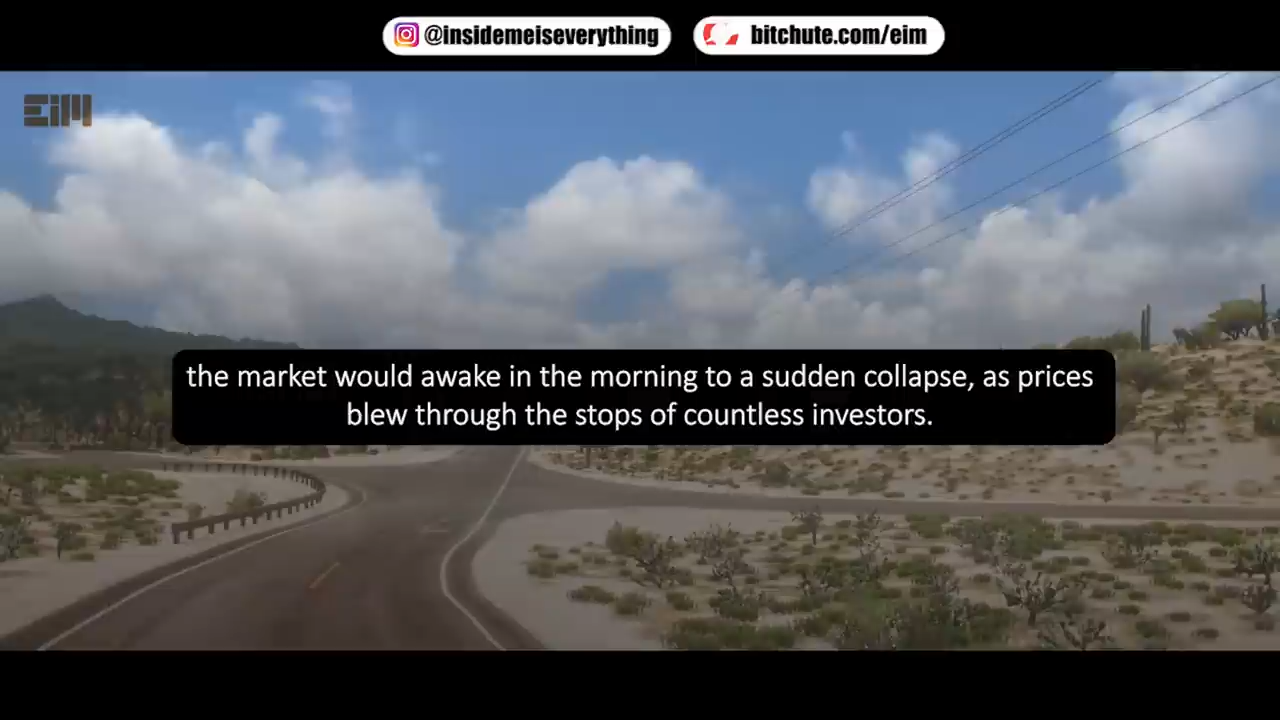 @insidemeiseverything
bitchute.com/eim
EiM
the market would awake in the morning to a sudden collapse, as prices
blew through the stops of countless investors.